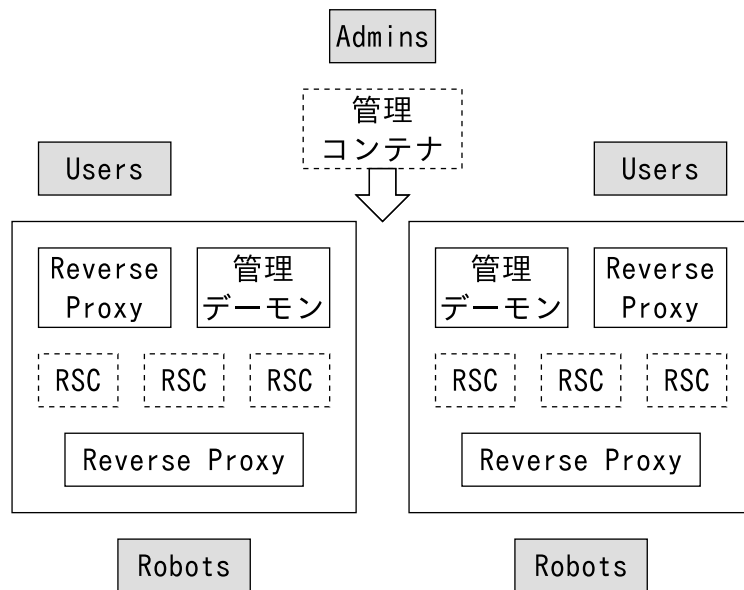 Admins
管理
コンテナ
Users
Users
Reverse
Proxy
管理
デーモン
管理
デーモン
Reverse
Proxy
RSC
RSC
RSC
RSC
RSC
RSC
Reverse Proxy
Reverse Proxy
Robots
Robots